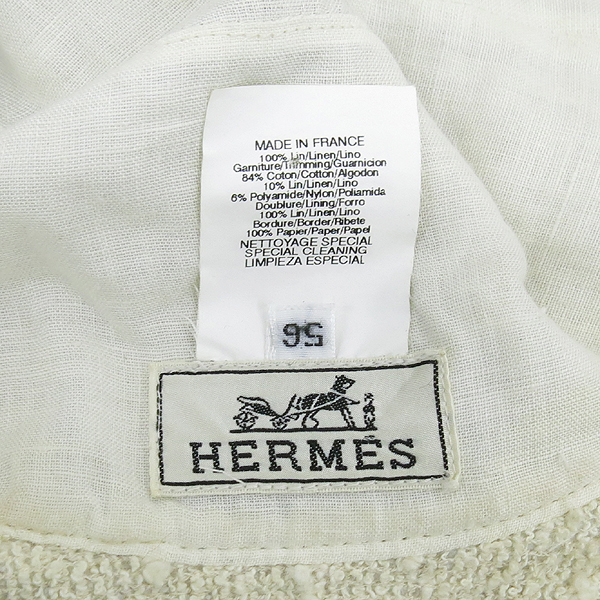 MADE IN FRANCE
100% Lin/Linen/Lino
Garniture/Trimming/Guarnicion
84% Coton/Cotton/Algodon
10% Lin/Linen/Lino
6% Polyamide/Nylon/Poliamida
Doublure/Lining/Forro
100% Lin/Linen/Lino
Bordure/Border/Ribete
100% Papier/Paper/Papel
NETTOYAGE SPECIAL
SPECIAL CLEANING
LIMPIEZA ESPECIAL
56
HERMÈS